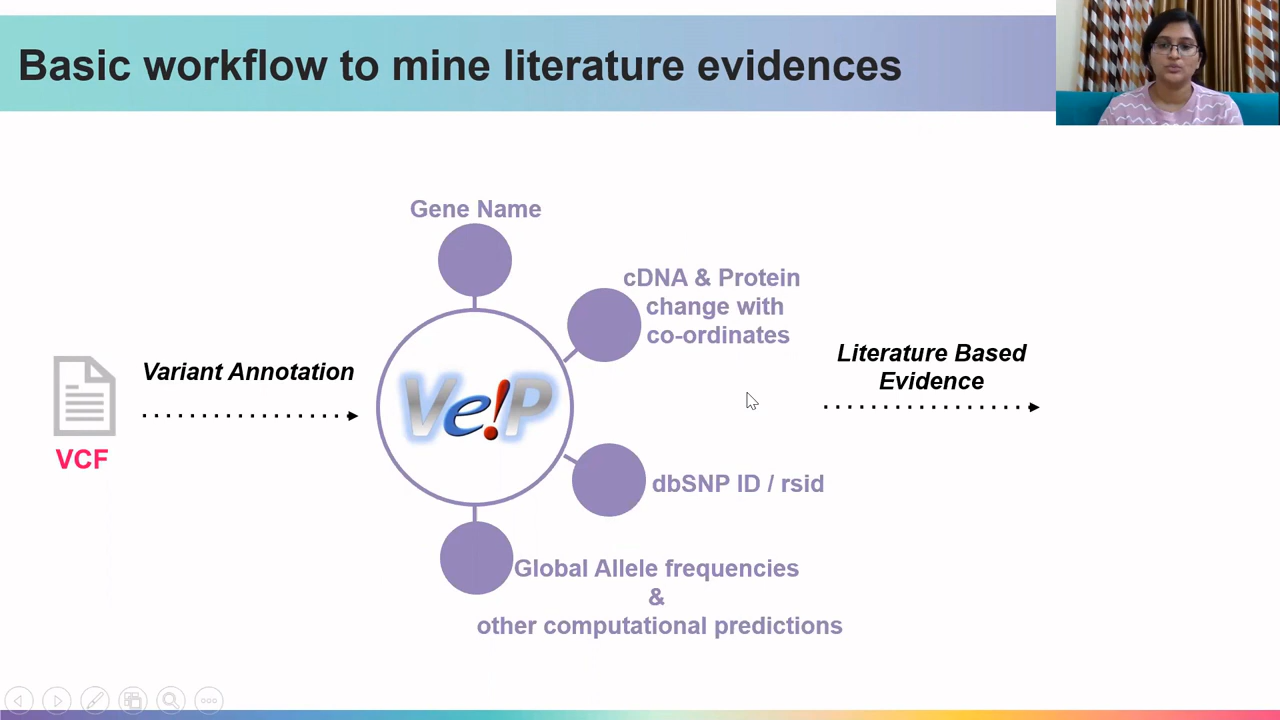 Basic workflow to mine literature evidences
Gene Name
cDNA & Protein
change with
co-ordinates
Variant Annotation
Literature Based
Evidence
Ve!P
VCF
dbSNP ID / rsid
Global Allele frequencies
&
other computational predictions